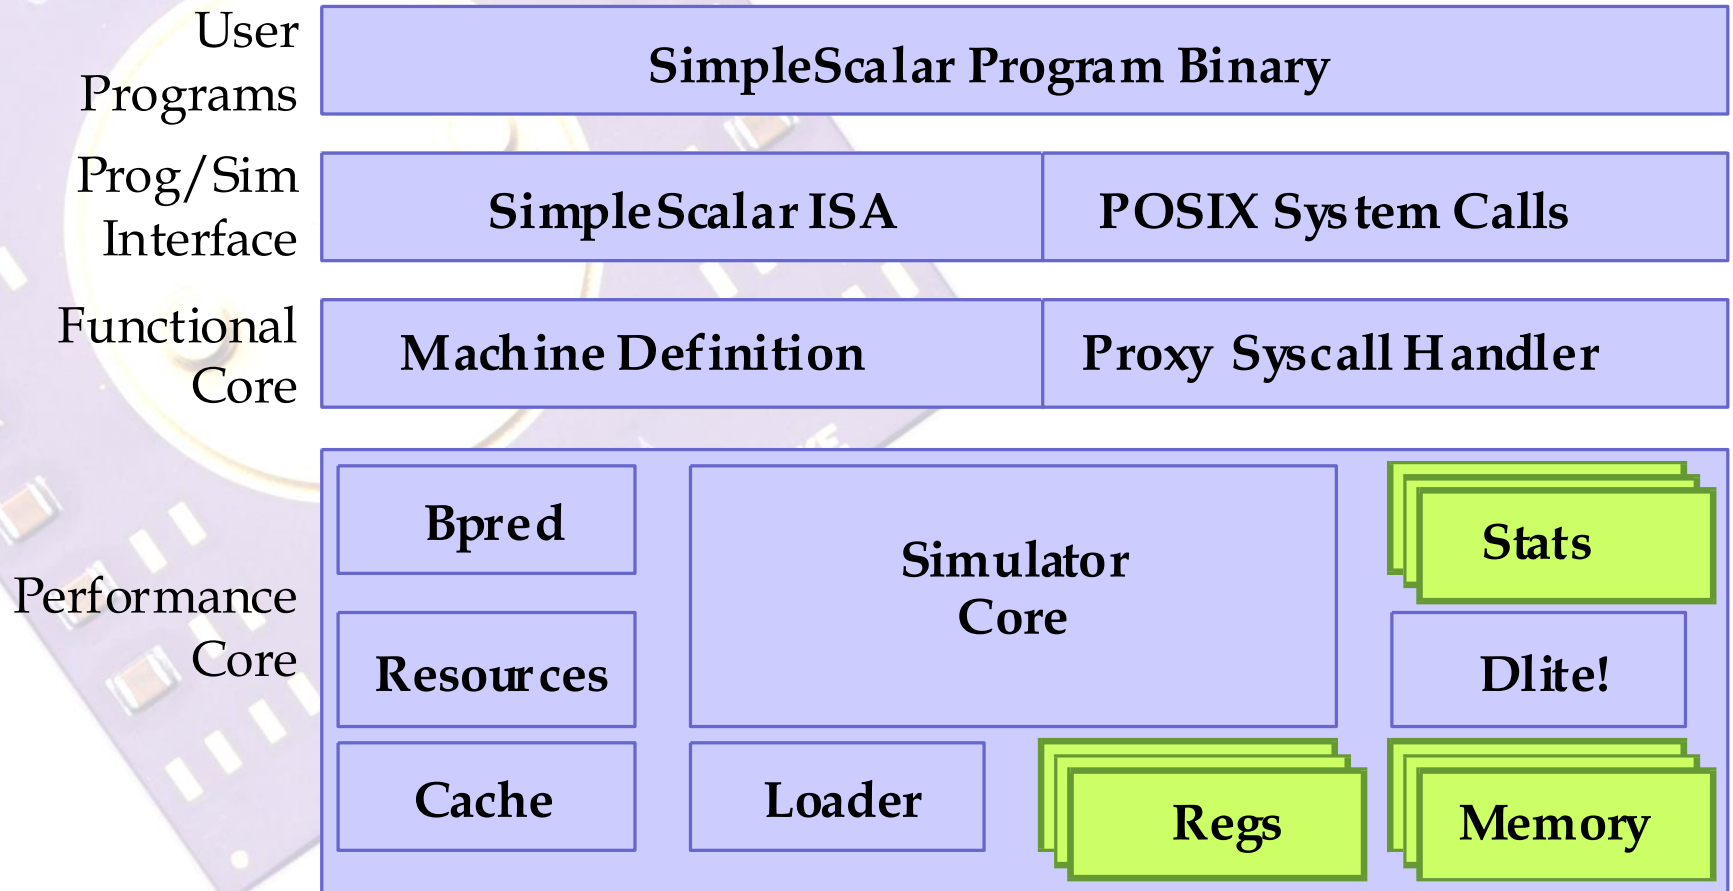 User
Programs
SimpleScalar Program Binary
Prog/Sim
Interface
SimpleScalar ISA
POSIX System Calls
Functional
Core
Machine Definition
Proxy Syscall Handler
Performance
Core
Bpred
Simulator
Core
Stats
Resources
Dlite!
Cache
Loader
Regs
Memory